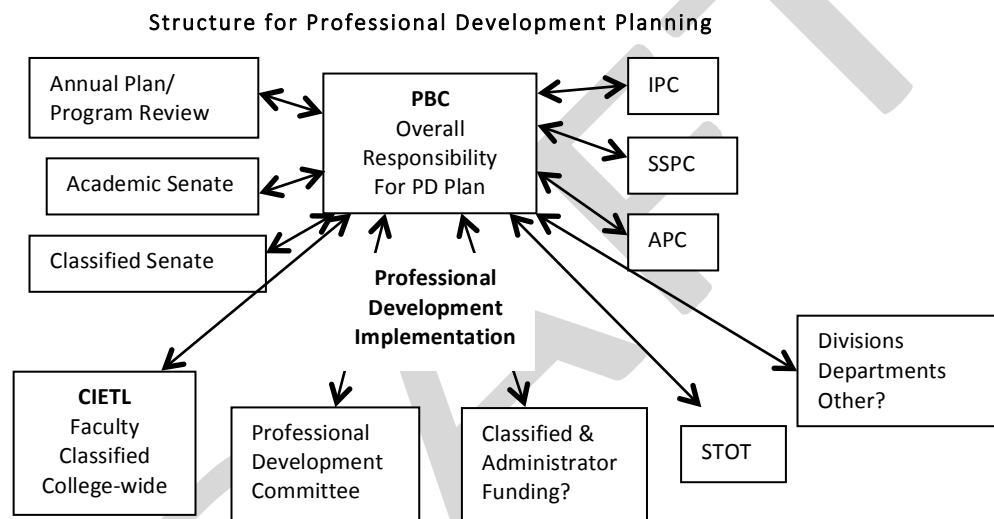 Structure for Professional Development Planning
Annual Plan/
Program Review
Academic Senate
Classified Senate
PBC
Overall
Responsibility
For PD Plan
IPC
SSPC
APC
Professional
Development
Implementation
CIETL
Faculty
Classified
College-wide
Professional
Development
Committee
Classified &
Administrator
Funding?
STOT
Divisions
Departments
Other?
DRAFT